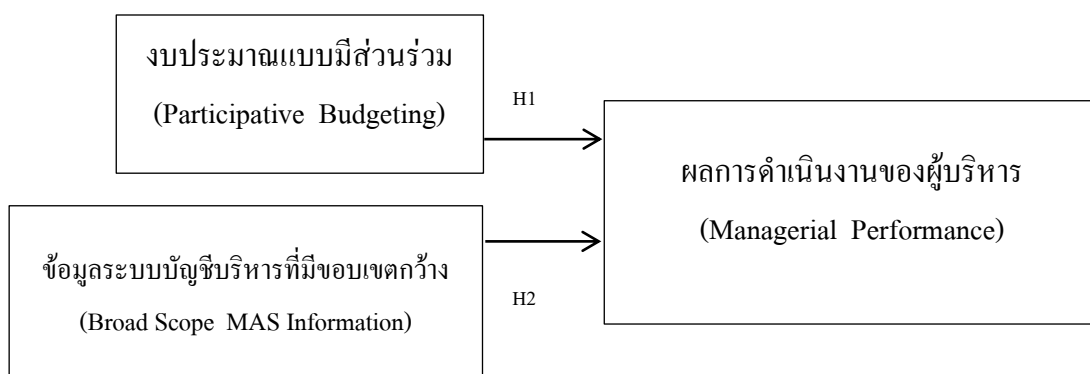 งบประมาณแบบมีส่วนร่วม
(Participative Budgeting)
H1
ข้อมูลระบบบัญชีบริหารที่มีขอบเขตกว้าง
(Broad Scope MAS Information)
H2
ผลการดำเนินงานของผู้บริหาร
(Managerial Performance)